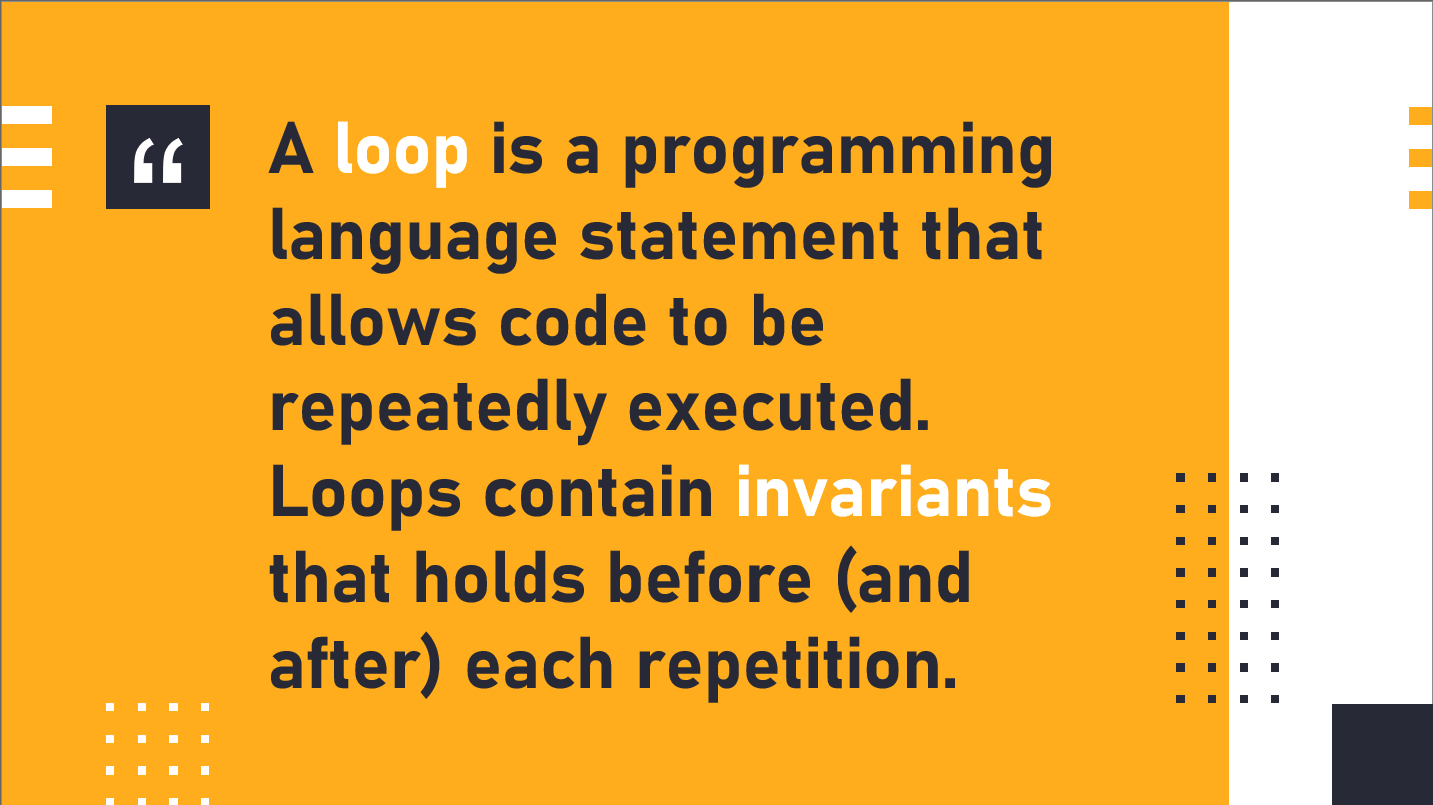 “
A loop is a programming
language statement that
allows code to be
repeatedly executed.
Loops contain invariants
that holds before (and
after) each repetition.